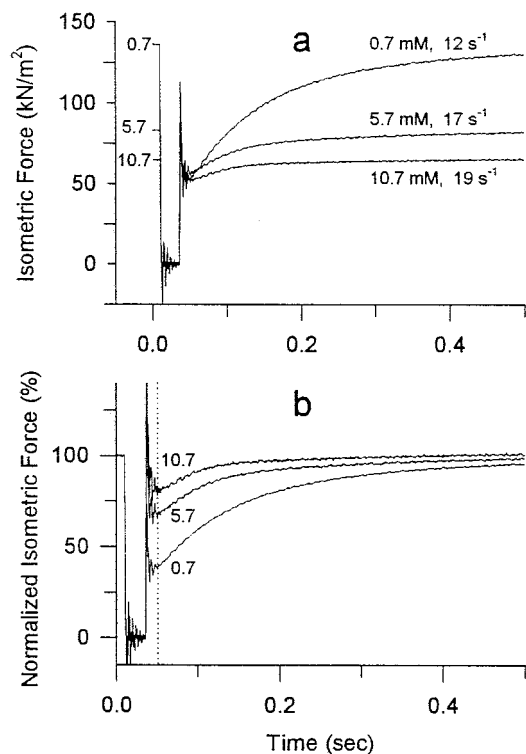 a
Isometric Force (kN/m²)
150
100
50
0
0.7
5.7
10.7
0.7 mM, 12 s⁻¹
5.7 mM, 17 s⁻¹
10.7 mM, 19 s⁻¹
0.0
0.2
0.4
b
Normalized Isometric Force (%)
100
50
0
10.7
5.7
0.7
0.0
0.2
0.4
Time (sec)